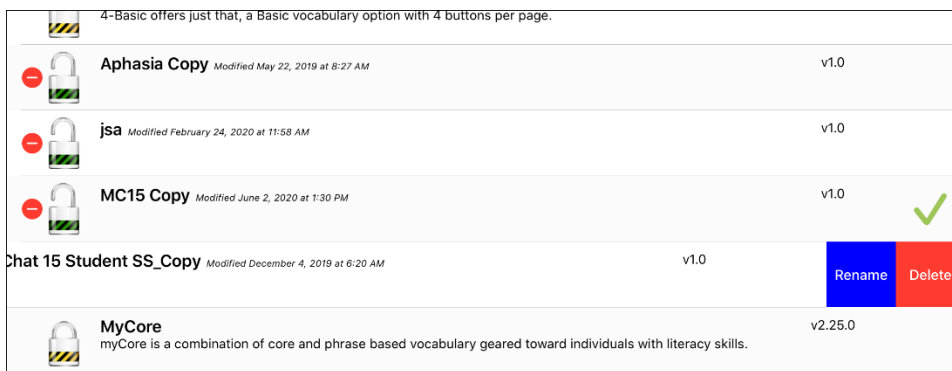 4-Basic offers just that, a Basic vocabulary option with 4 buttons per page.
Aphasia Copy Modified May 22, 2019 at 8:27 AM v1.0
jsa Modified February 24, 2020 at 11:58 AM v1.0
MC15 Copy Modified June 2, 2020 at 1:30 PM v1.0
Chat 15 Student SS_Copy Modified December 4, 2019 at 6:20 AM v1.0 Rename Delete
MyCore v2.25.0
myCore is a combination of core and phrase based vocabulary geared toward individuals with literacy skills.